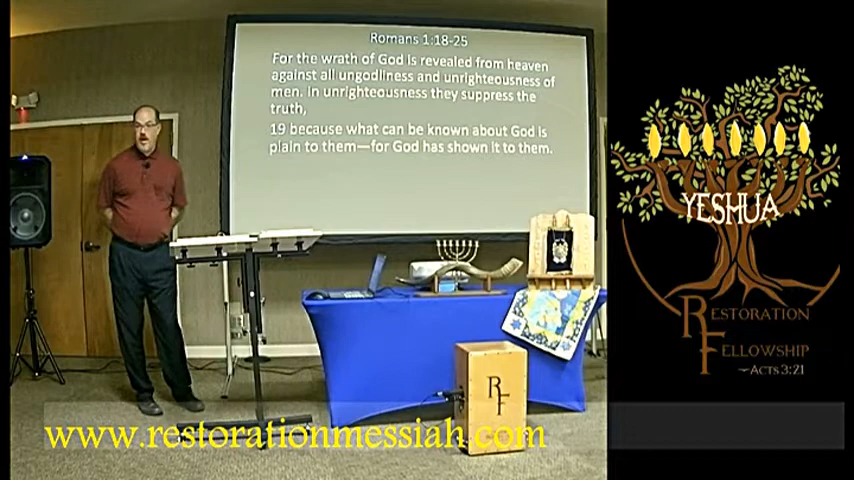 Romans 1:18-25
For the wrath of God is revealed from heaven
against all ungodliness and unrighteousness of
men. In unrighteousness they suppress the
truth,
19 because what can be known about God is
plain to them—for God has shown it to them.
YESHUA
RESTORATION
FELLOWSHIP
~ACTS 3:21
RF
www.restorationmessiah.com